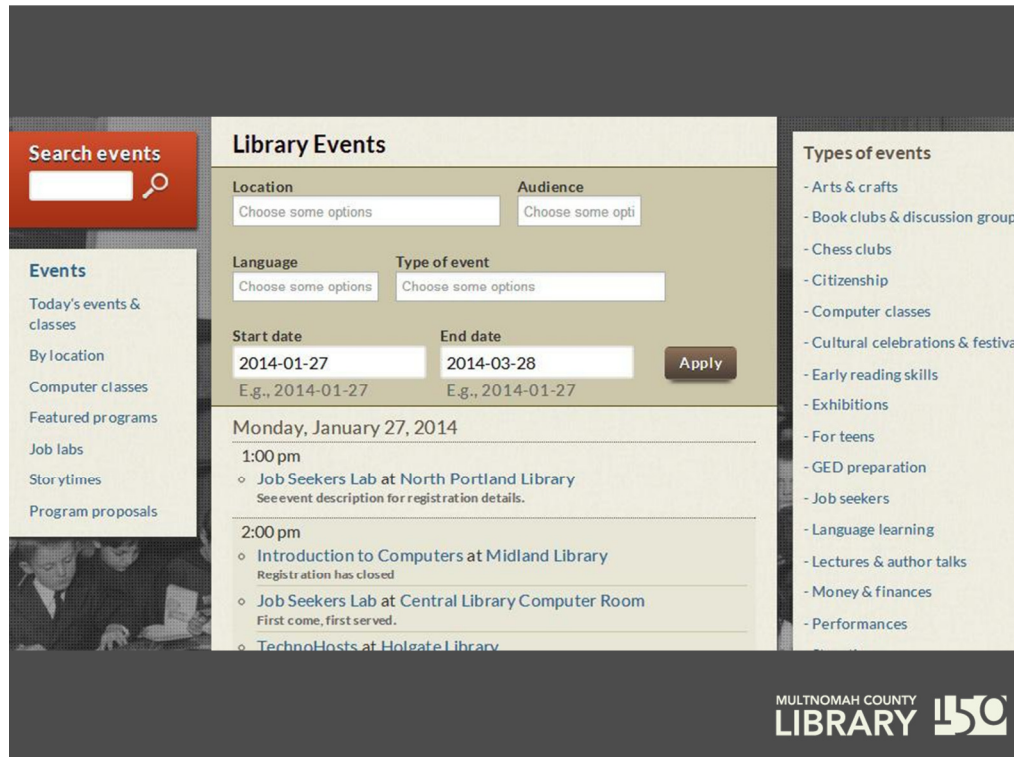 Search events
Events
Today's events &
classes
By location
Computer classes
Featured programs
Job labs
Storytimes
Program proposals
Library Events
Location
Audience
Choose some options
Choose some opti
Language
Type of event
Choose some options
Choose some options
Start date
End date
2014-01-27
2014-03-28
Apply
E.g., 2014-01-27
E.g., 2014-01-27
Monday, January 27, 2014
1:00 pm
Job Seekers Lab at North Portland Library
See event description for registration details.
2:00 pm
Introduction to Computers at Midland Library
Registration has closed
Job Seekers Lab at Central Library Computer Room
First come, first served.
TechnoHosts at Holgate Library
Types of events
- Arts & crafts
- Book clubs & discussion group
- Chess clubs
- Citizenship
- Computer classes
- Cultural celebrations & festiva
- Early reading skills
- Exhibitions
- For teens
- GED preparation
- Job seekers
- Language learning
- Lectures & author talks
- Money & finances
- Performances
MULTNOMAH COUNTY
LIBRARY 150